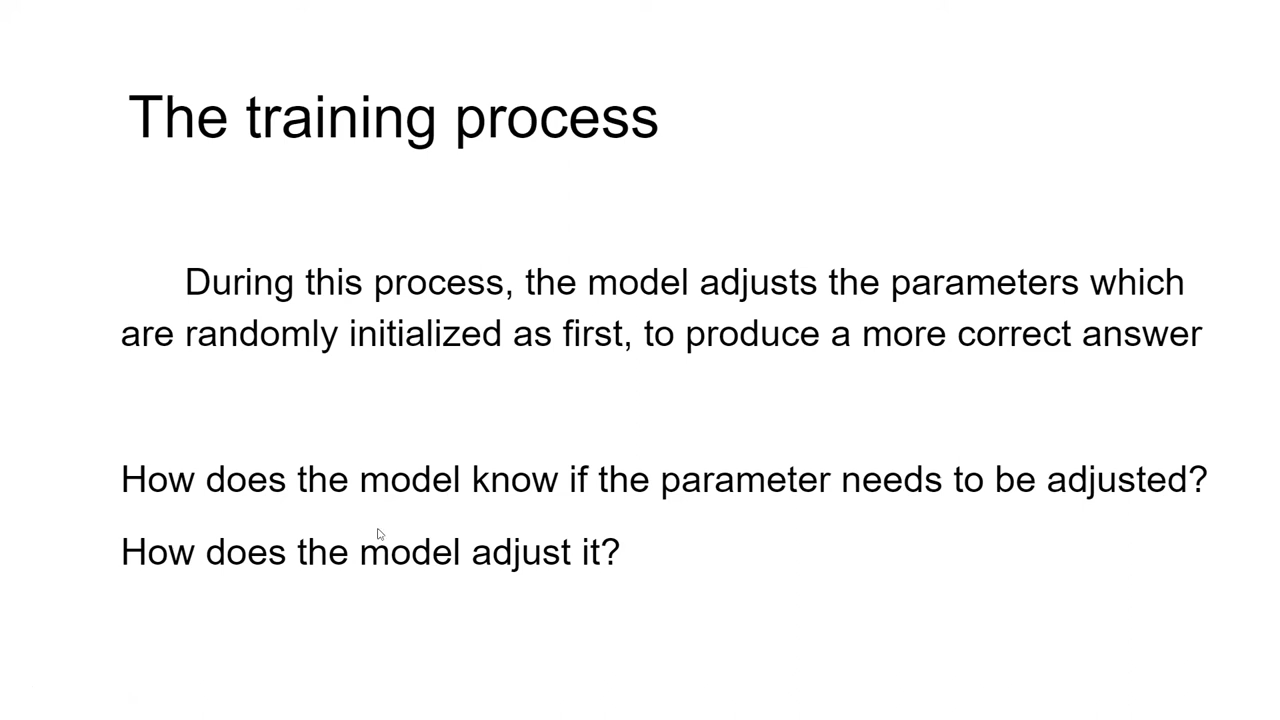 The training process
During this process, the model adjusts the parameters which
are randomly initialized as first, to produce a more correct answer
How does the model know if the parameter needs to be adjusted?
How does the model adjust it?